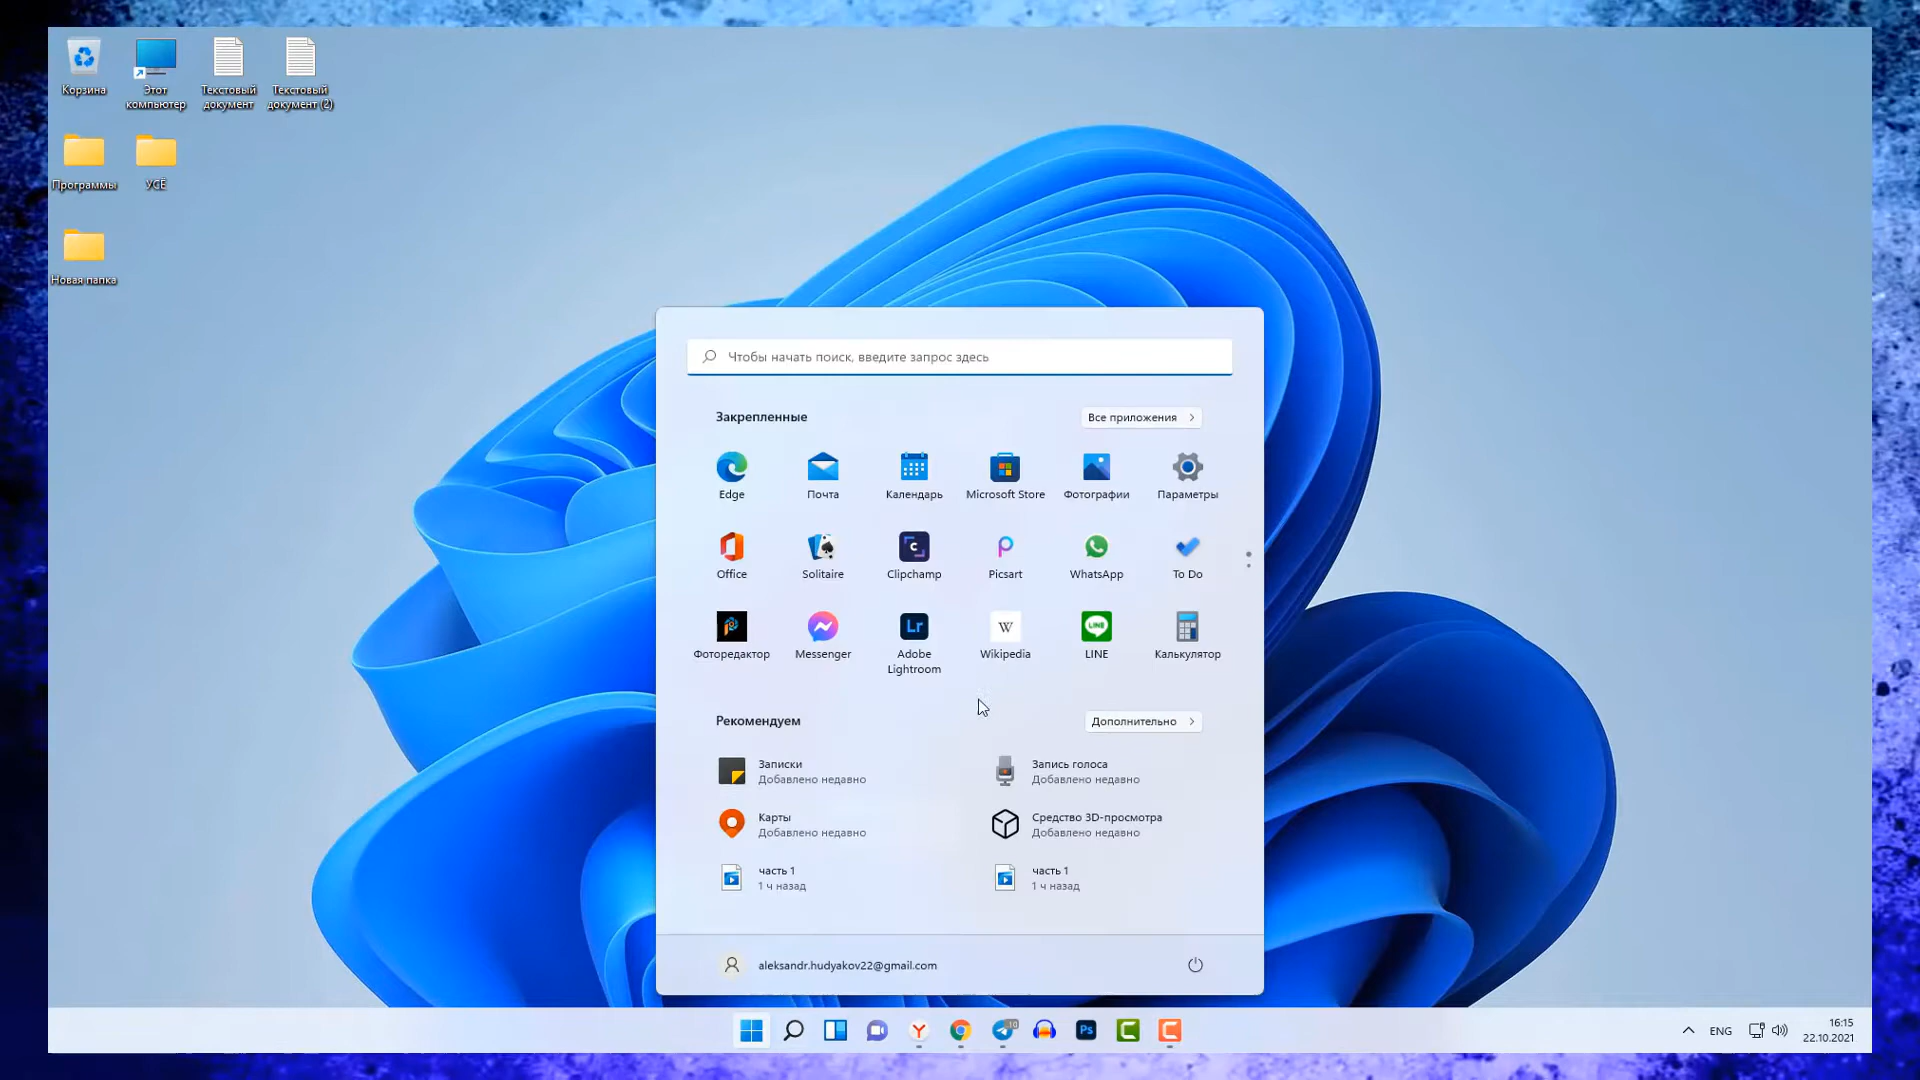 Корзина
Этот
компьютер
Текстовый
документ
Текстовый
документ (2)
Программы
УСЁ
Новая папка
Чтобы начать поиск, введите запрос здесь
Закрепленные
Все приложения
Edge
Почта
Календарь
Microsoft Store
Фотографии
Параметры
Office
Solitaire
Clipchamp
Picsart
WhatsApp
To Do
Фоторедактор
Messenger
Adobe
Lightroom
Wikipedia
LINE
Калькулятор
Рекомендуем
Дополнительно
Записки
Добавлено недавно
Запись голоса
Добавлено недавно
Карты
Добавлено недавно
Средство 3D-просмотра
Добавлено недавно
часть 1
1 ч назад
часть 1
1 ч назад
aleksandr.hudyakov22@gmail.com
ENG
16:15
22.10.2021